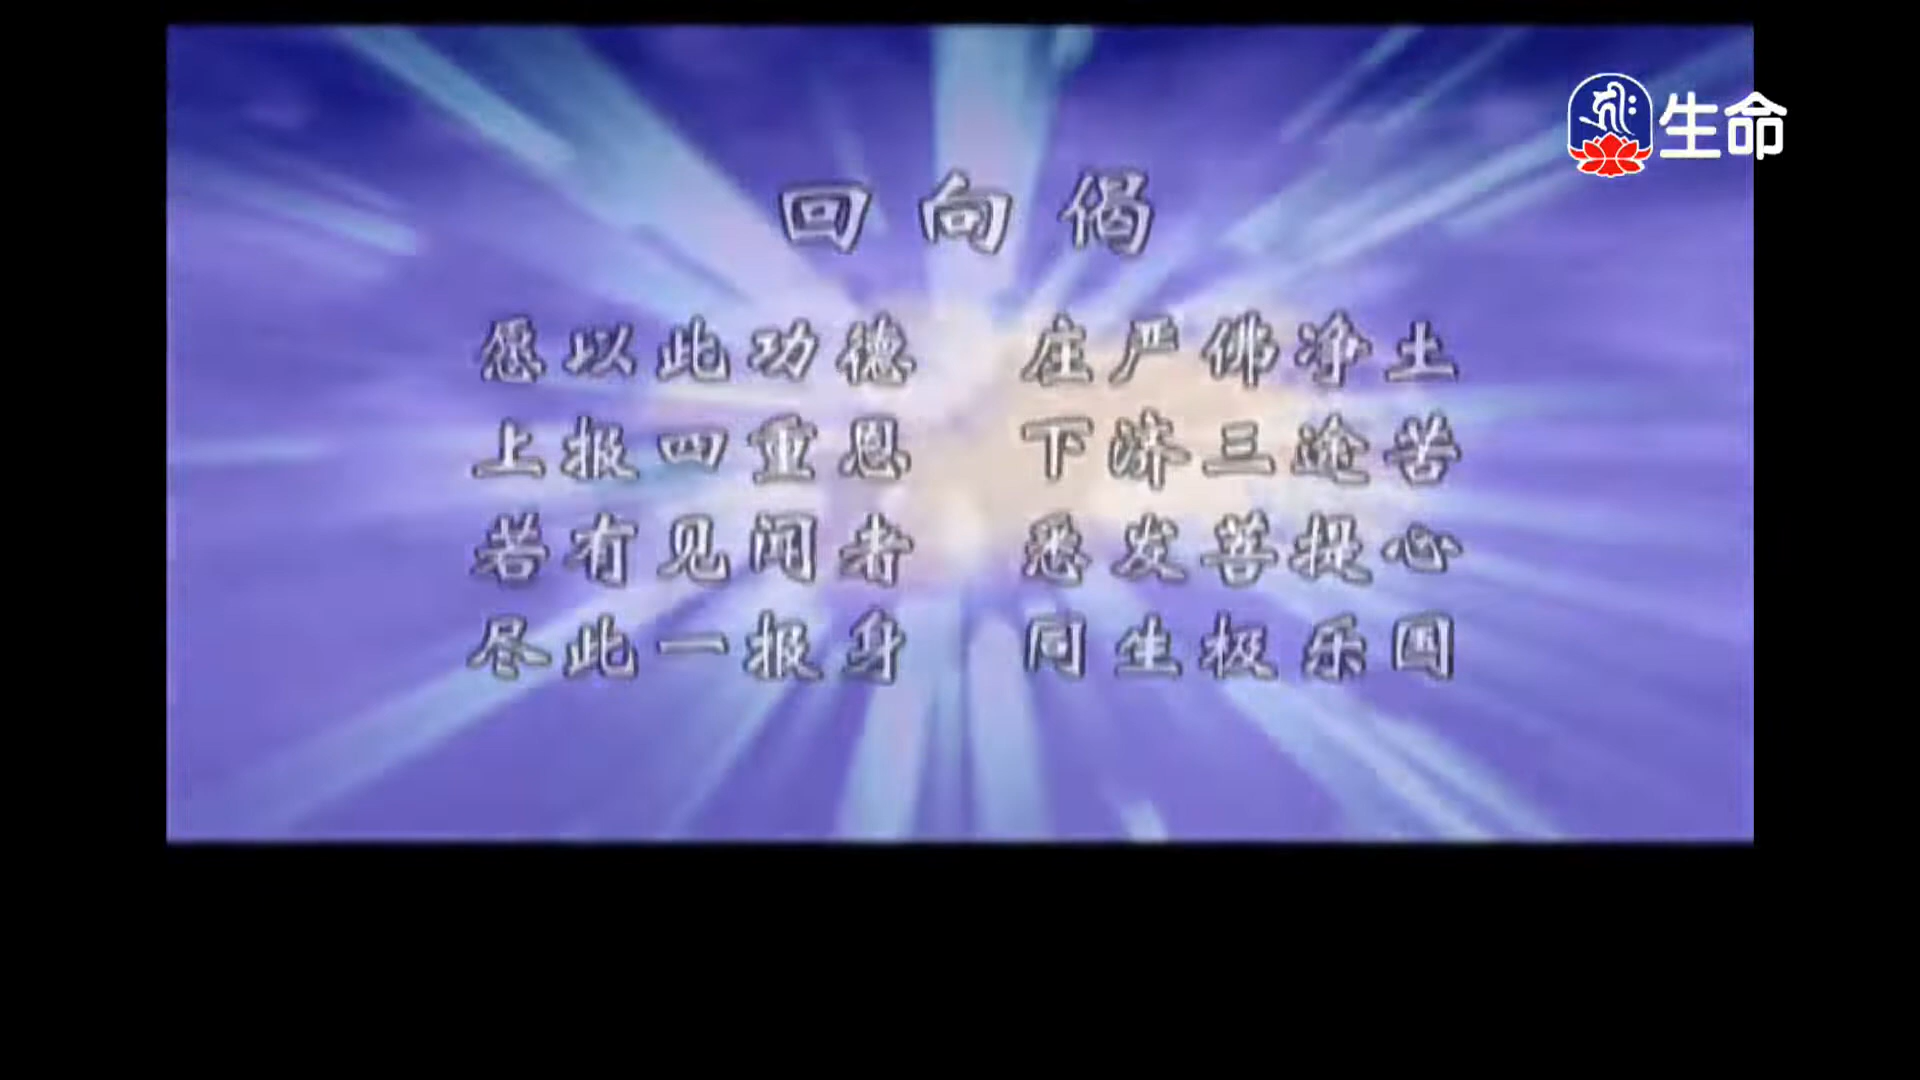 生命
回向偈
愿以此功德 庄严佛净土
上报四重恩 下济三途苦
若有见闻者 悉发菩提心
尽此一报身 同生极乐国